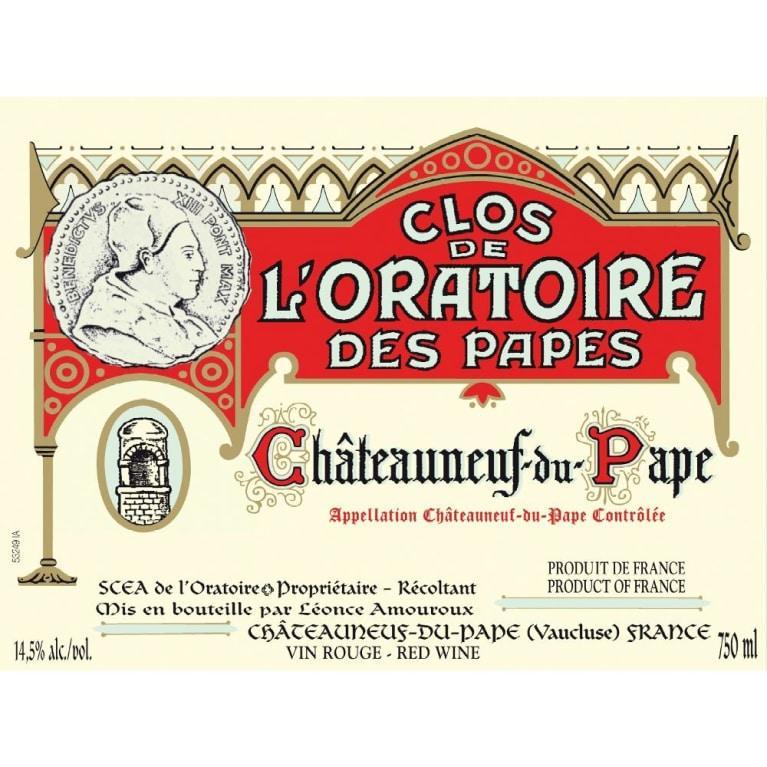 BENEDICTVS XIII PONT MAX
CLOS
DE
L'ORATOIRE
DES PAPES
Châteauneuf-du-Pape
Appellation Châteauneuf-du-Pape Contrôlée
53249 IA
PRODUIT DE FRANCE
PRODUCT OF FRANCE
SCEA de l'Oratoire Propriétaire - Récoltant
Mis en bouteille par Léonce Amouroux
CHÂTEAUNEUF-DU-PAPE (Vaucluse) FRANCE
14,5% alc./vol.
VIN ROUGE - RED WINE
750 ml